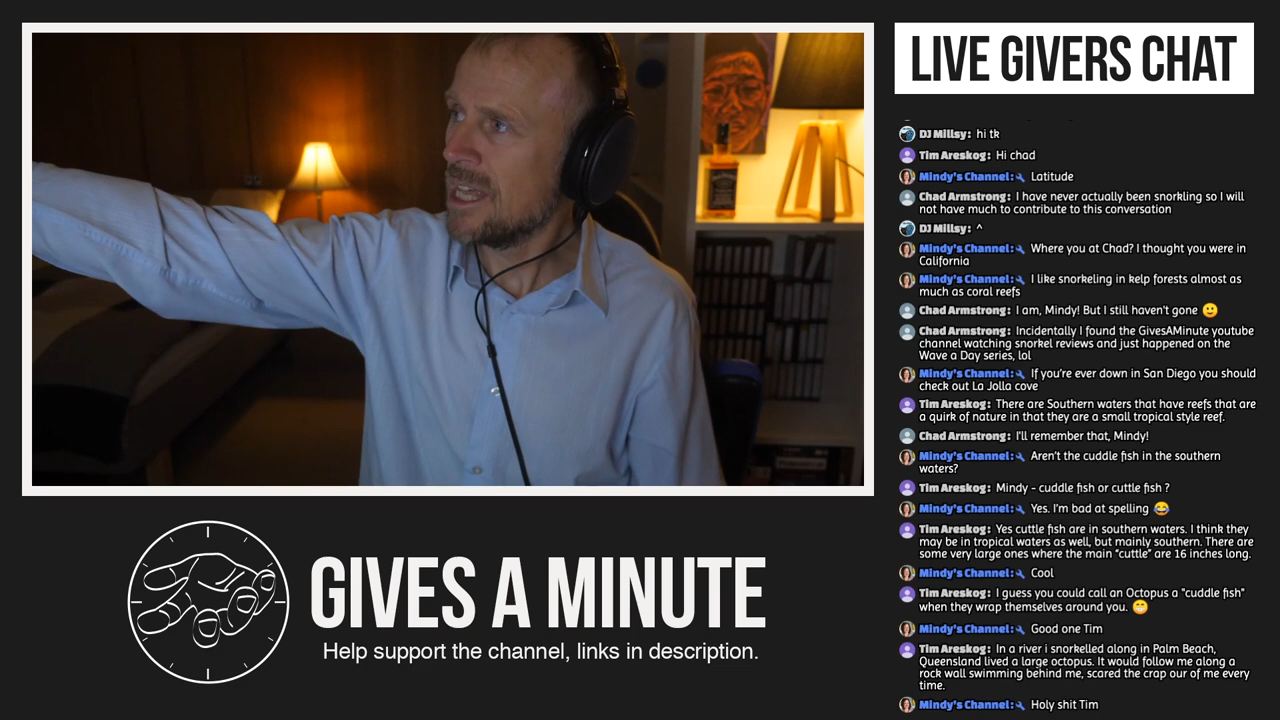 LIVE GIVERS CHAT
DJ Millsy: hi tk
Tim Areskog: Hi chad
Mindy's Channel: Latitude
Chad Armstrong: I have never actually been snorkling so I will
not have much to contribute to this conversation
DJ Millsy: ^
Mindy's Channel: Where you at Chad? I thought you were in
California
Mindy's Channel: I like snorkeling in kelp forests almost as
much as coral reefs
Chad Armstrong: I am, Mindy! But I still haven't gone 🙂
Chad Armstrong: Incidentally I found the GivesAMinute youtube
channel watching snorkel reviews and just happened on the
Wave a Day series, lol
Mindy's Channel: If you're ever down in San Diego you should
check out La Jolla cove
Tim Areskog: There are Southern waters that have reefs that are
a quirk of nature in that they are a small tropical style reef.
Chad Armstrong: I'll remember that, Mindy!
Mindy's Channel: Aren't the cuddle fish in the southern
waters?
Tim Areskog: Mindy - cuddle fish or cuttle fish ?
Mindy's Channel: Yes. I'm bad at spelling 😂
Tim Areskog: Yes cuttle fish are in southern waters. I think they
may be in tropical waters as well, but mainly southern. There are
some very large ones where the main "cuttle" are 16 inches long.
Mindy's Channel: Cool
Tim Areskog: I guess you could call an Octopus a "cuddle fish"
when they wrap themselves around you. 😁
Mindy's Channel: Good one Tim
Tim Areskog: In a river i snorkelled along in Palm Beach,
Queensland lived a large octopus. It would follow me along a
rock wall swimming behind me, scared the crap our of me every
time.
Mindy's Channel: Holy shit Tim
GIVES A MINUTE
Help support the channel, links in description.